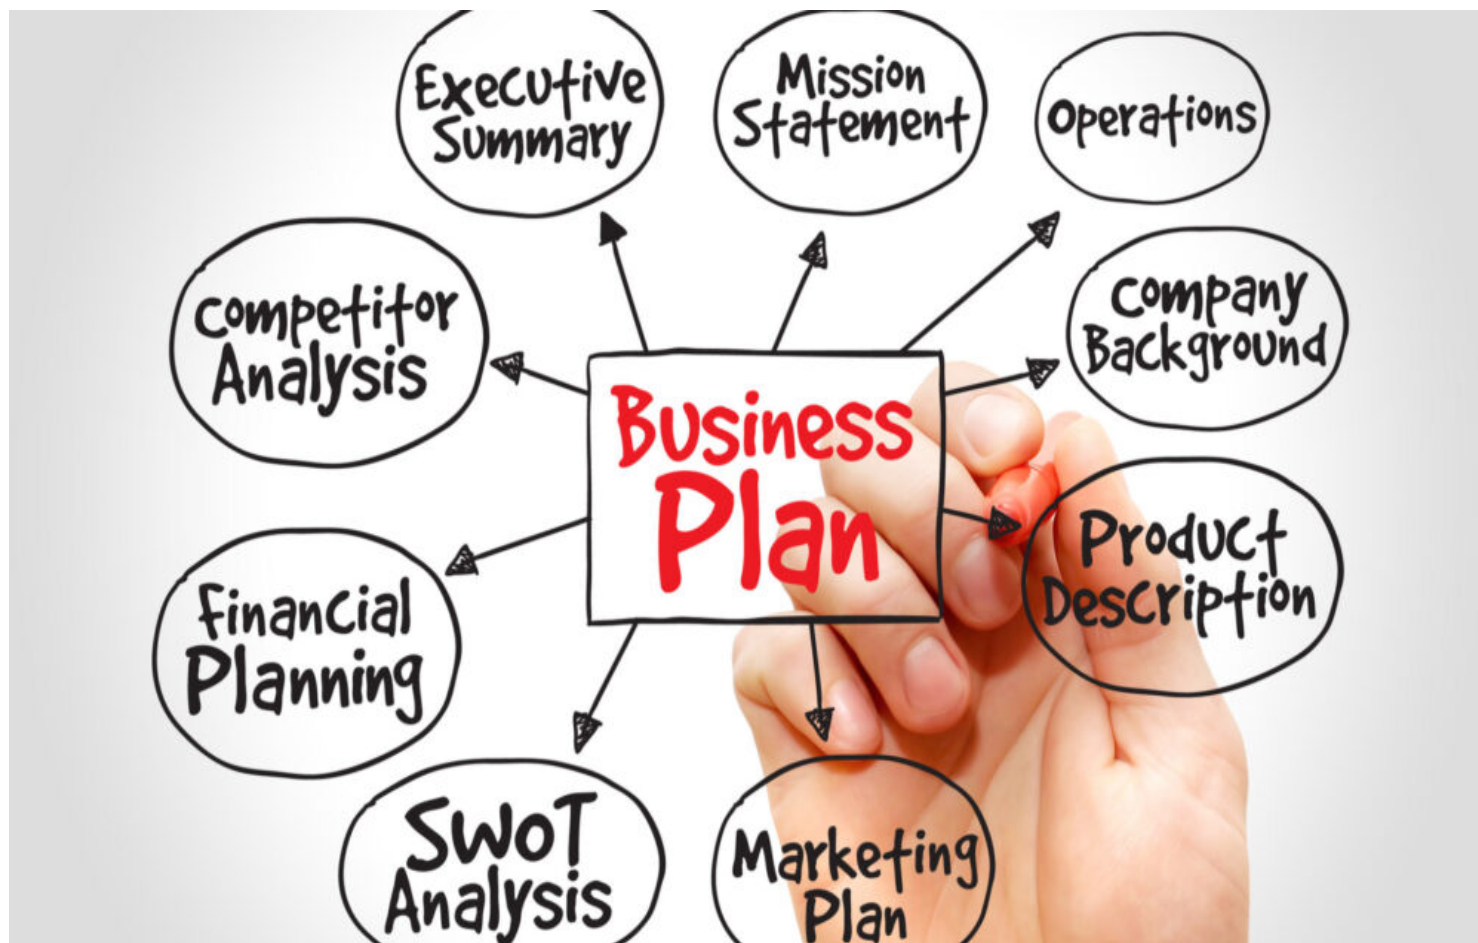 Executive
Summary
Mission
Statement
Operations
Competitor
Analysis
Company
Background
Business
Plan
Product
Description
Financial
Planning
SWOT
Analysis
Marketing
Plan